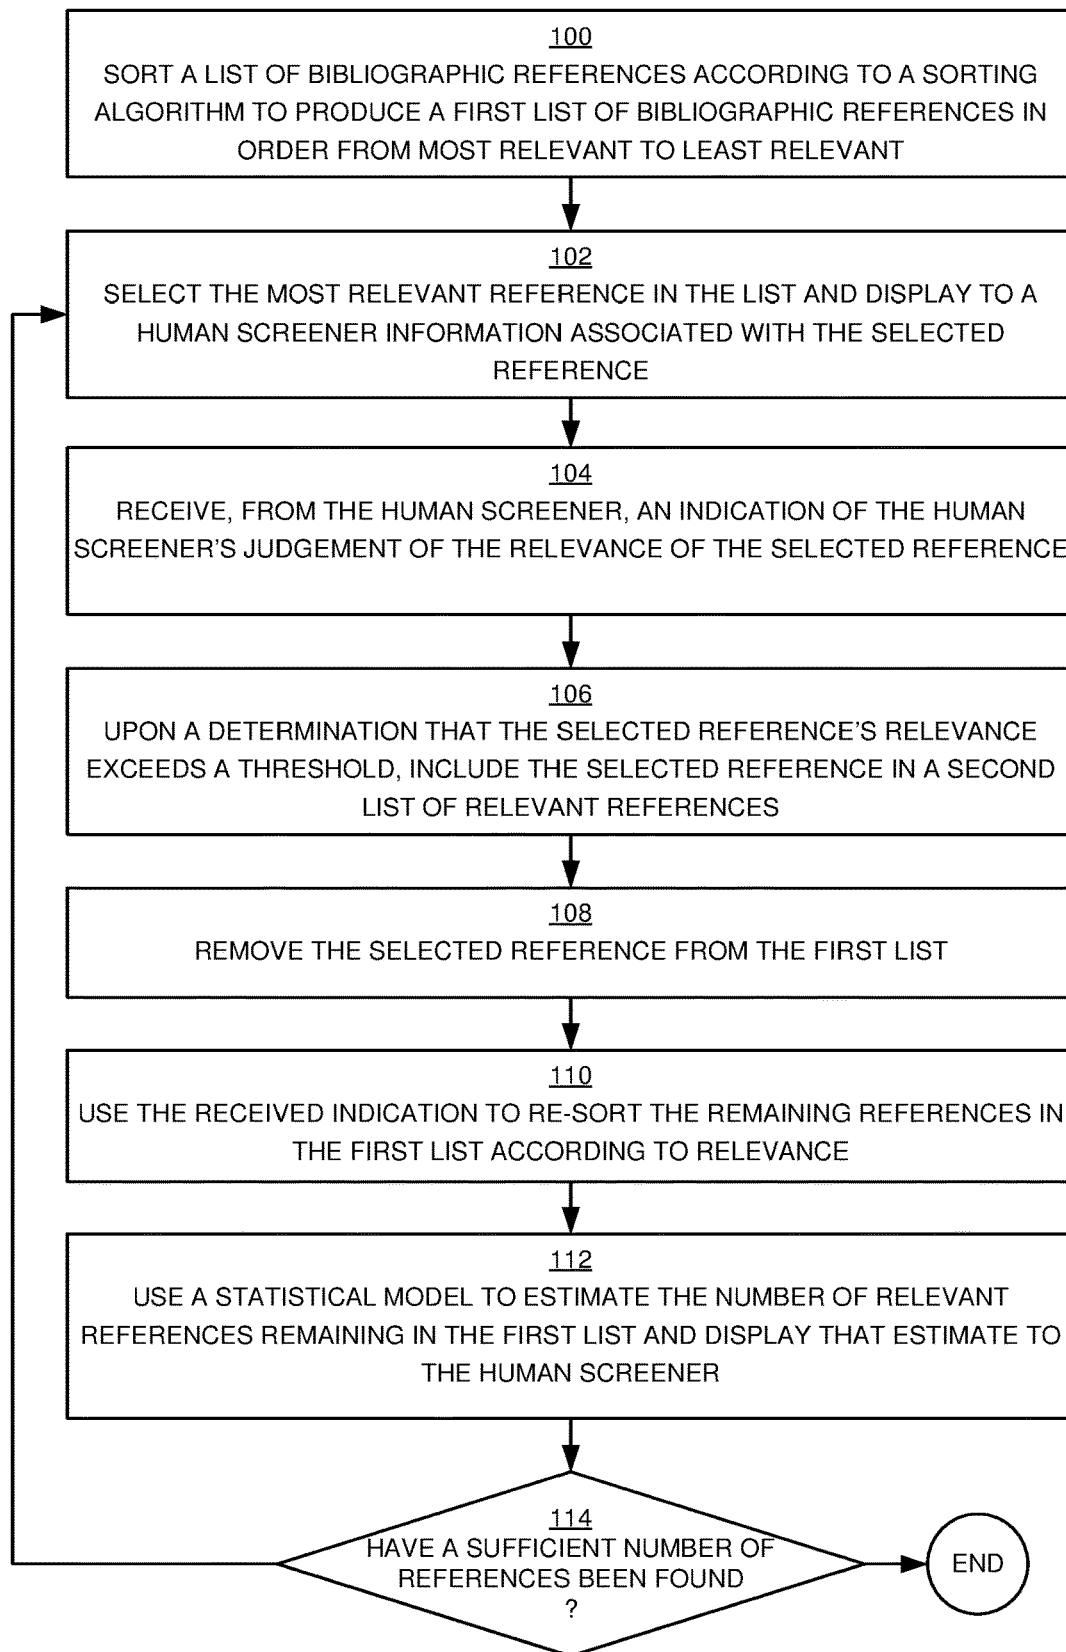 100
SORT A LIST OF BIBLIOGRAPHIC REFERENCES ACCORDING TO A SORTING
ALGORITHM TO PRODUCE A FIRST LIST OF BIBLIOGRAPHIC REFERENCES IN
ORDER FROM MOST RELEVANT TO LEAST RELEVANT
102
SELECT THE MOST RELEVANT REFERENCE IN THE LIST AND DISPLAY TO A
HUMAN SCREENER INFORMATION ASSOCIATED WITH THE SELECTED
REFERENCE
104
RECEIVE, FROM THE HUMAN SCREENER, AN INDICATION OF THE HUMAN
SCREENER'S JUDGEMENT OF THE RELEVANCE OF THE SELECTED REFERENCE
106
UPON A DETERMINATION THAT THE SELECTED REFERENCE'S RELEVANCE
EXCEEDS A THRESHOLD, INCLUDE THE SELECTED REFERENCE IN A SECOND
LIST OF RELEVANT REFERENCES
108
REMOVE THE SELECTED REFERENCE FROM THE FIRST LIST
110
USE THE RECEIVED INDICATION TO RE-SORT THE REMAINING REFERENCES IN
THE FIRST LIST ACCORDING TO RELEVANCE
112
USE A STATISTICAL MODEL TO ESTIMATE THE NUMBER OF RELEVANT
REFERENCES REMAINING IN THE FIRST LIST AND DISPLAY THAT ESTIMATE TO
THE HUMAN SCREENER
114
HAVE A SUFFICIENT NUMBER OF
REFERENCES BEEN FOUND
?
END